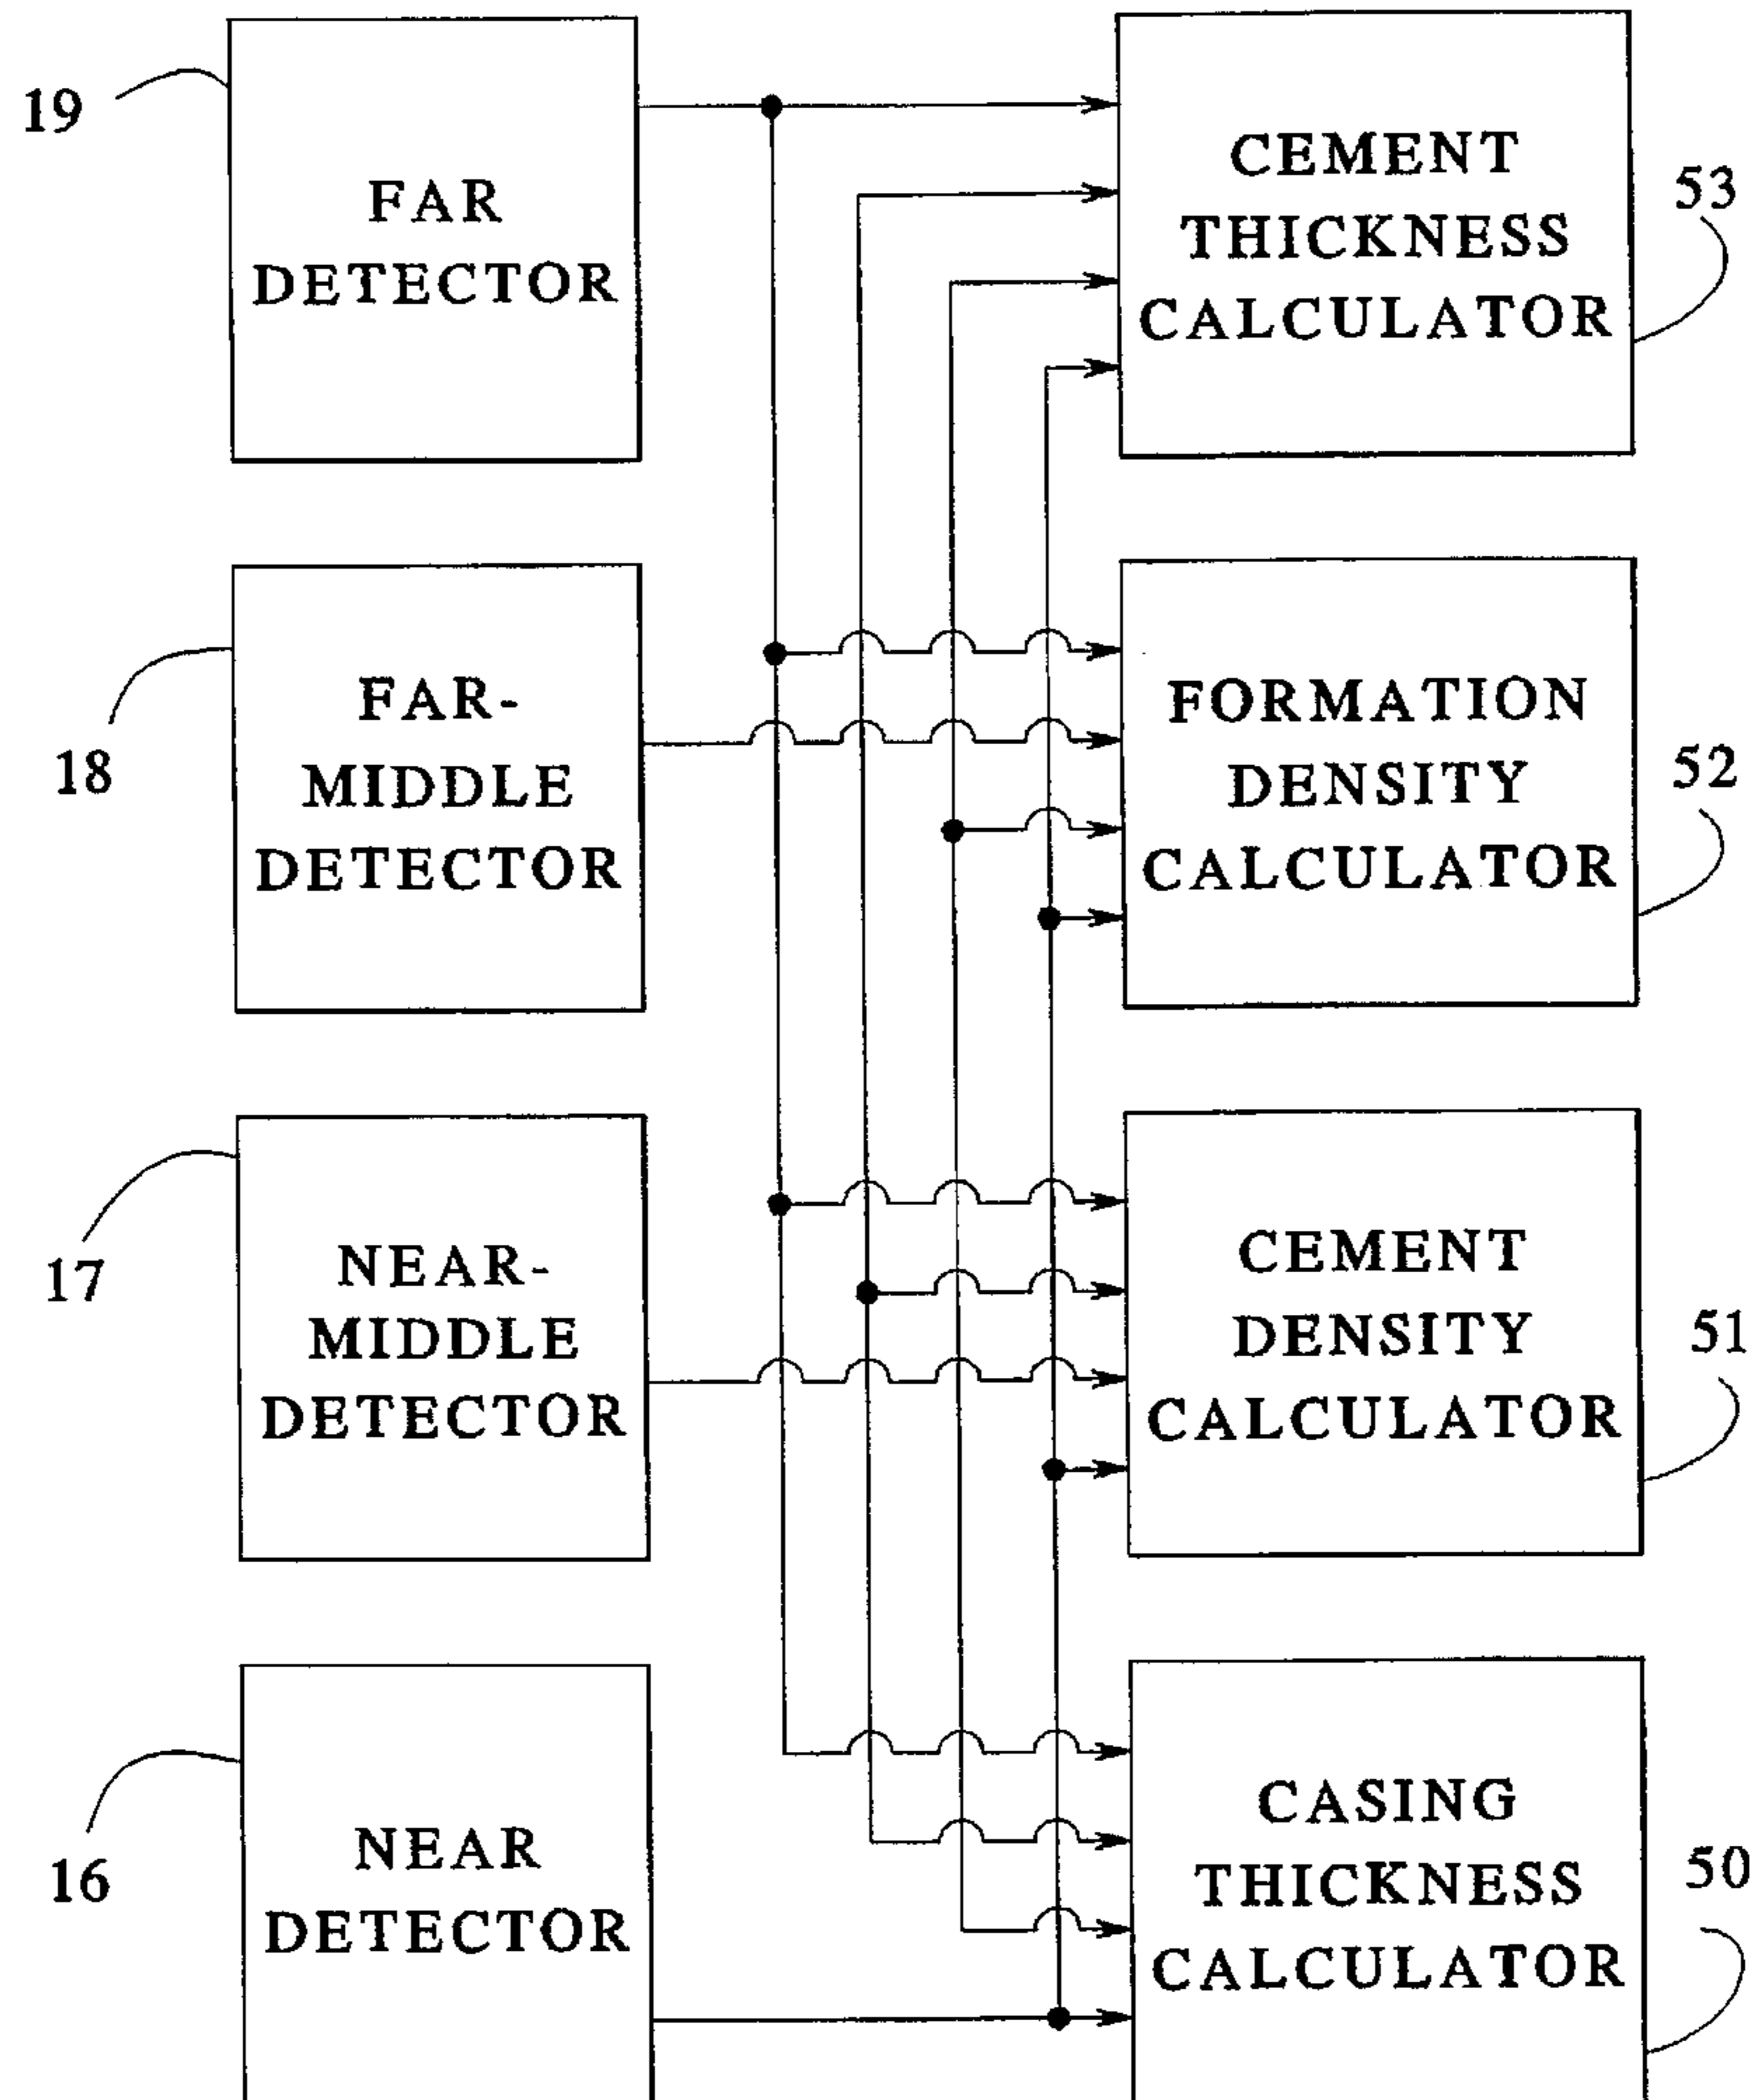 19
FAR
DETECTOR
CEMENT
THICKNESS
CALCULATOR
53
18
FAR-
MIDDLE
DETECTOR
FORMATION
DENSITY
CALCULATOR
52
17
NEAR-
MIDDLE
DETECTOR
CEMENT
DENSITY
CALCULATOR
51
16
NEAR
DETECTOR
CASING
THICKNESS
CALCULATOR
50